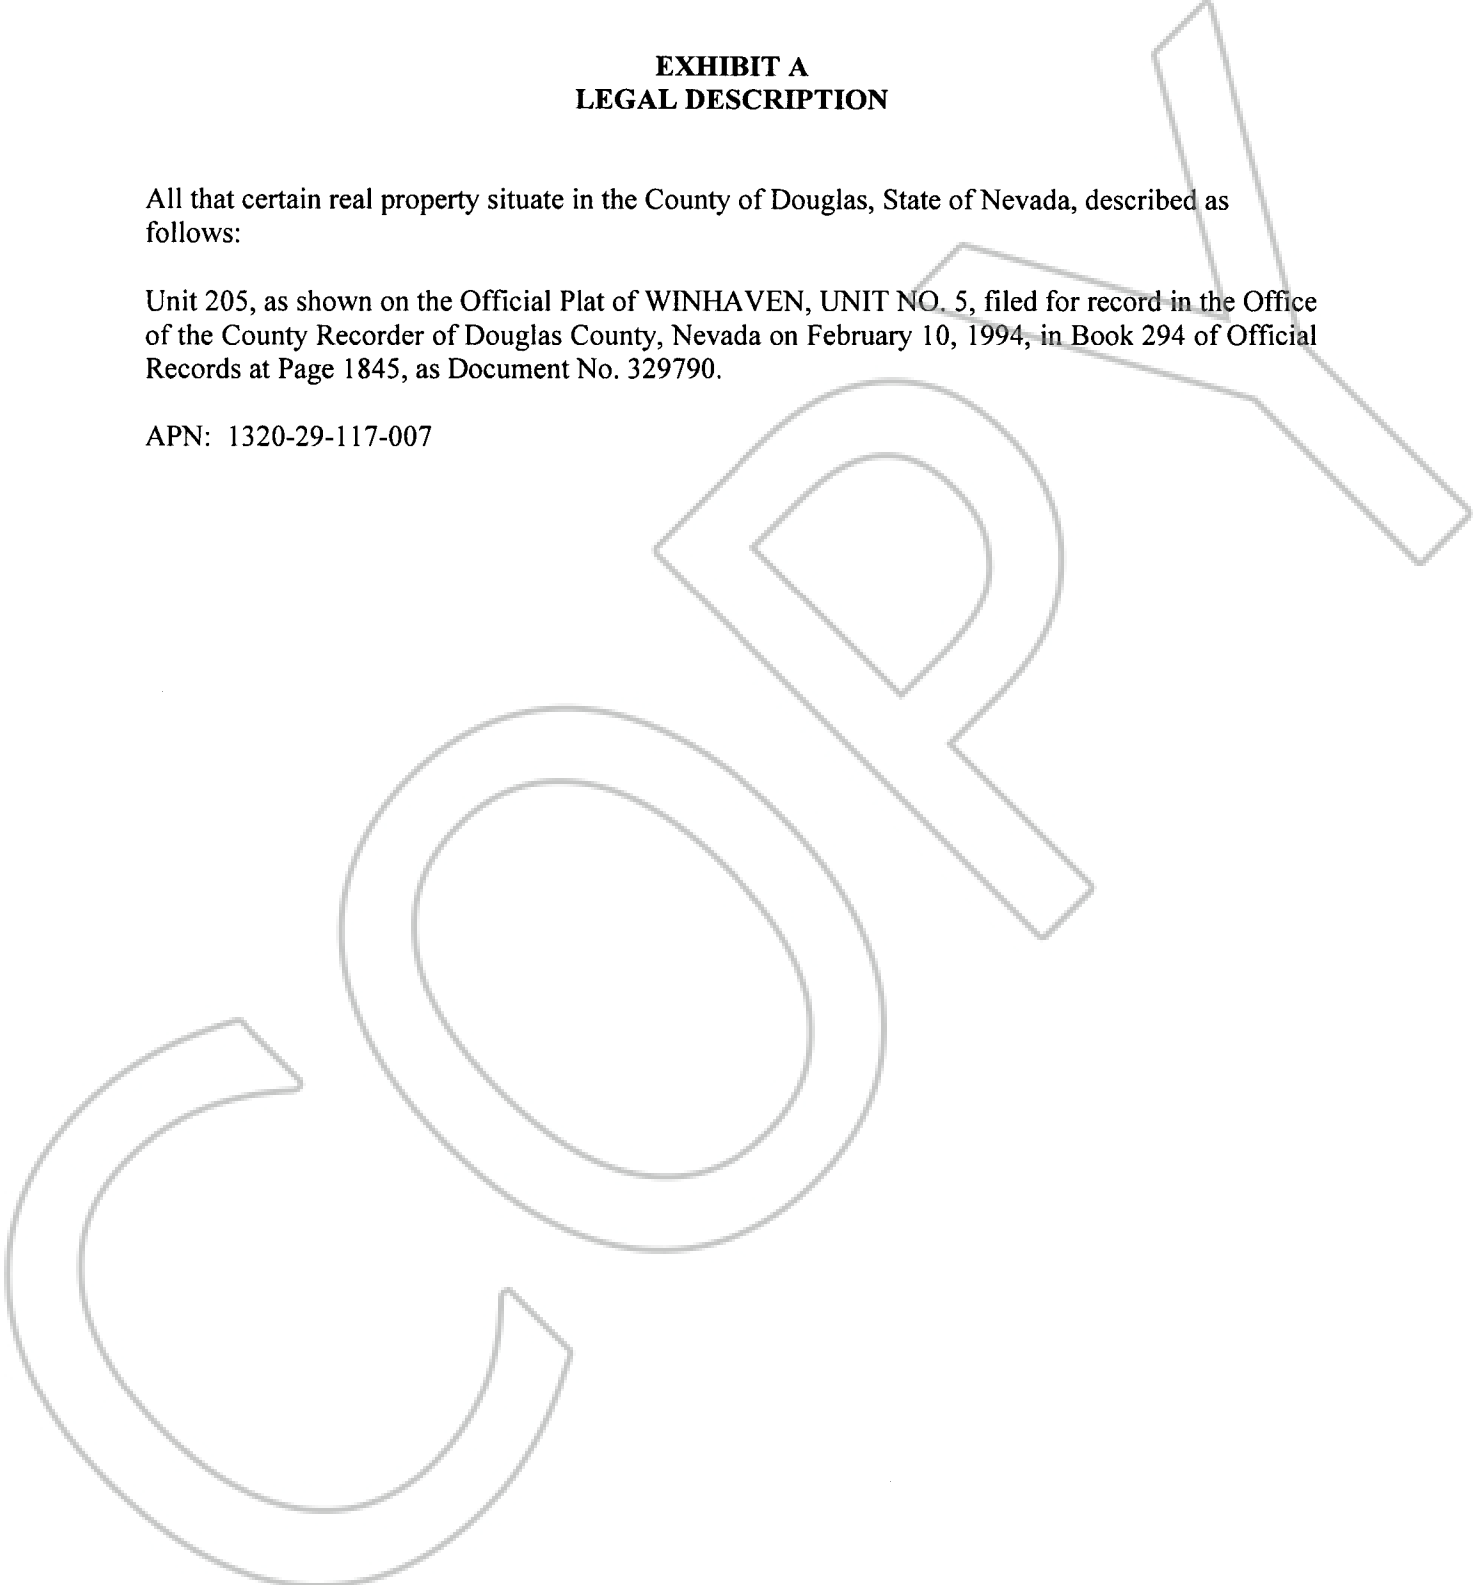 EXHIBIT A
LEGAL DESCRIPTION
All that certain real property situate in the County of Douglas, State of Nevada, described as
follows:
Unit 205, as shown on the Official Plat of WINHAVEN, UNIT NO. 5, filed for record in the Office
of the County Recorder of Douglas County, Nevada on February 10, 1994, in Book 294 of Official
Records at Page 1845, as Document No. 329790.
APN: 1320-29-117-007
COPY